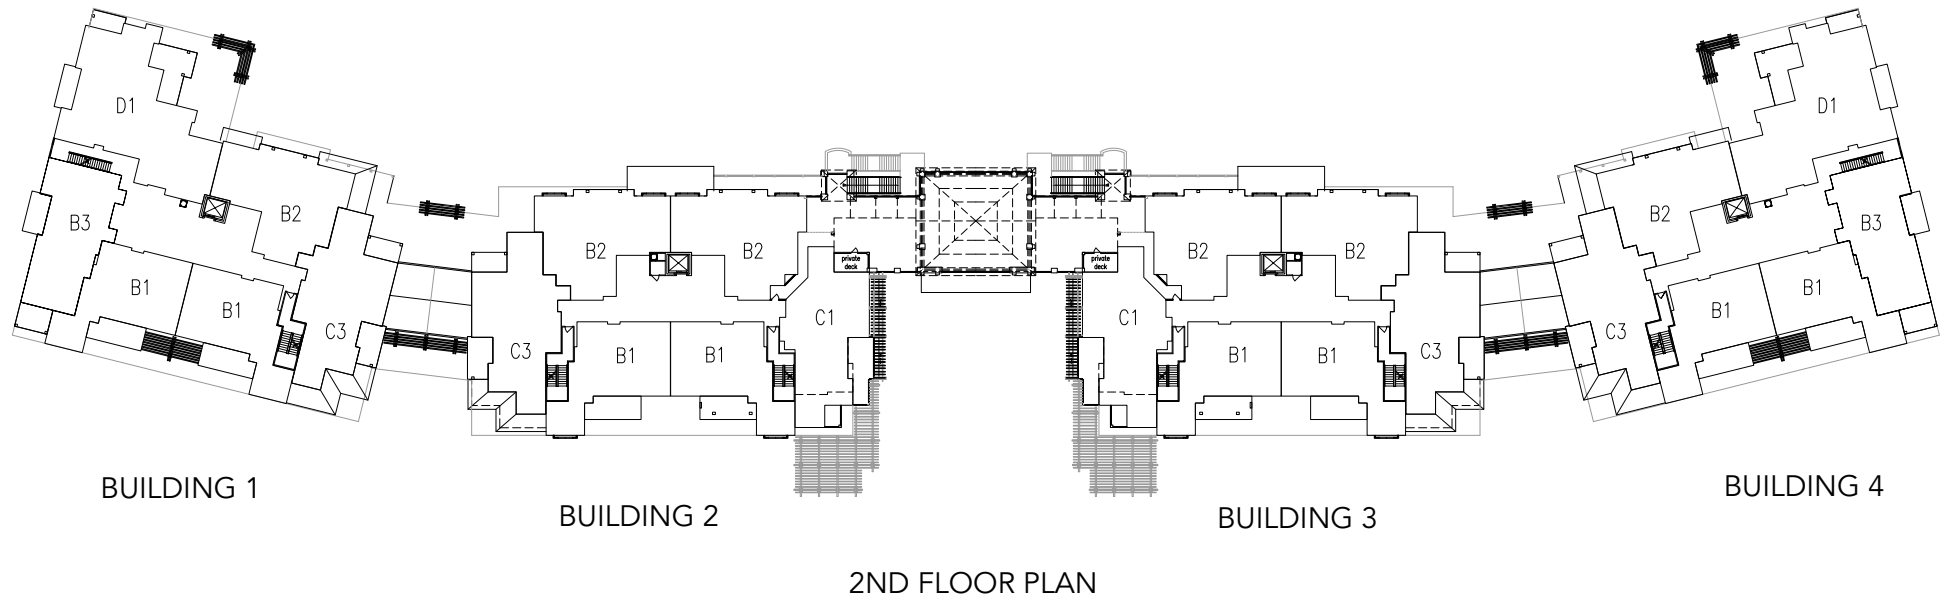 D1
B2
B3
B1
B1
C3
BUILDING 1
B2
B2
private
deck
C3
B1
B1
C1
BUILDING 2
private
deck
B2
B2
C1
B1
B1
C3
BUILDING 3
D1
B2
B3
B1
B1
C3
BUILDING 4
2ND FLOOR PLAN